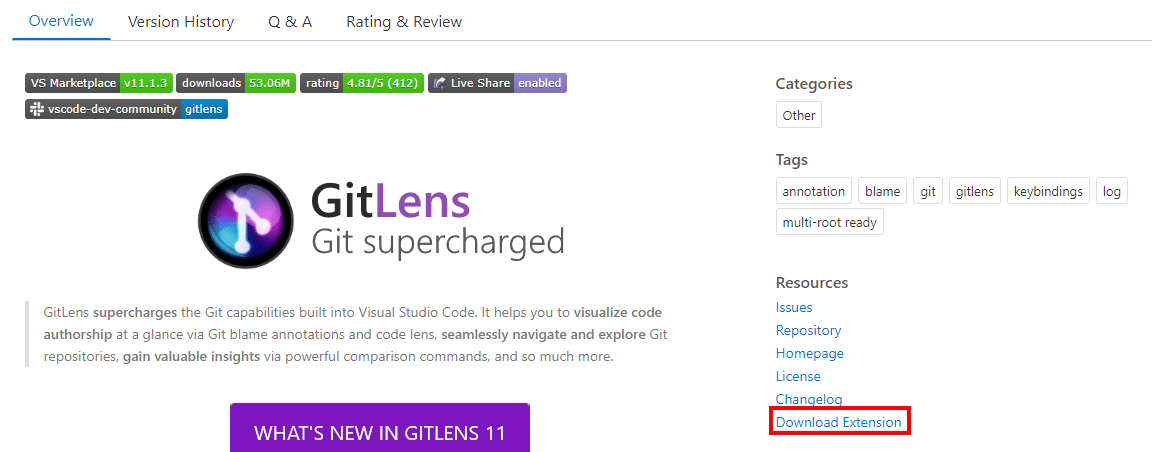 Overview Version History Q & A Rating & Review
VS Marketplace v11.1.3 downloads 53.06M rating 4.81/5 (412) Live Share enabled
vscode-dev-community gitlens
GitLens
Git supercharged
GitLens supercharges the Git capabilities built into Visual Studio Code. It helps you to visualize code
authorship at a glance via Git blame annotations and code lens, seamlessly navigate and explore Git
repositories, gain valuable insights via powerful comparison commands, and so much more.
WHAT'S NEW IN GITLENS 11
Categories
Other
Tags
annotation blame git gitlens keybindings log
multi-root ready
Resources
Issues
Repository
Homepage
License
Changelog
Download Extension